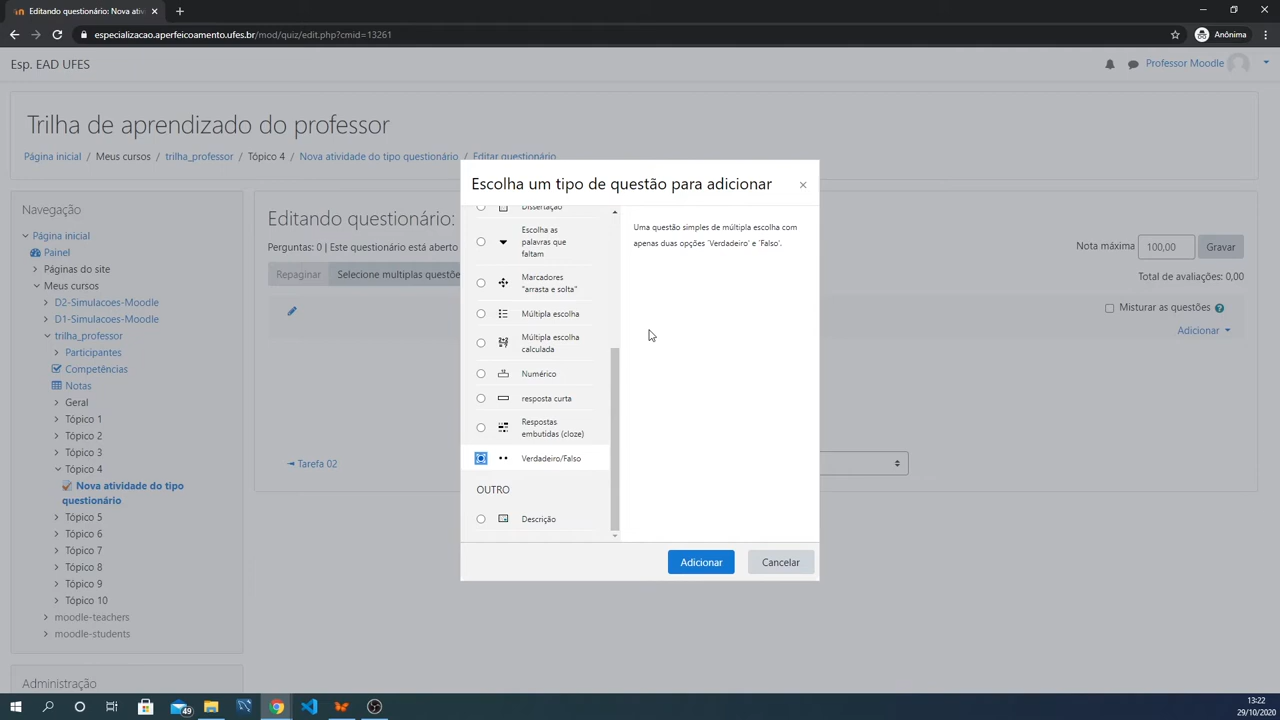 Editando questionário: Nova ativ
especializacao.aperfeicoamento.ufes.br/mod/quiz/edit.php?cmid=13261
Anônima
Esp. EAD UFES
Professor Moodle
Trilha de aprendizado do professor
Página inicial / Meus cursos / trilha_professor / Tópico 4 / Nova atividade do tipo questionário / Editar questionário
Navegação
Página inicial
Painel
Páginas do site
Meus cursos
D2-Simulacoes-Moodle
D1-Simulacoes-Moodle
trilha_professor
Participantes
Competências
Notas
Geral
Tópico 1
Tópico 2
Tópico 3
Tópico 4
Nova atividade do tipo
questionário
Tópico 5
Tópico 6
Tópico 7
Tópico 8
Tópico 9
Tópico 10
moodle-teachers
moodle-students
Administração
Editando questionário:
Perguntas: 0 | Este questionário está aberto
Nota máxima 100,00 Gravar
Repaginar Selecione multiplas questõe
Total de avaliações: 0,00
Misturar as questões
Adicionar
◄ Tarefa 02
Escolha um tipo de questão para adicionar
×
Dissertação
Escolha as
palavras que
faltam
Marcadores
"arrasta e solta"
Múltipla escolha
Múltipla escolha
calculada
Numérico
resposta curta
Respostas
embutidas (cloze)
Verdadeiro/Falso
OUTRO
Descrição
Uma questão simples de múltipla escolha com
apenas duas opções 'Verdadeiro' e 'Falso'.
Adicionar Cancelar
49
13:22
29/10/2020